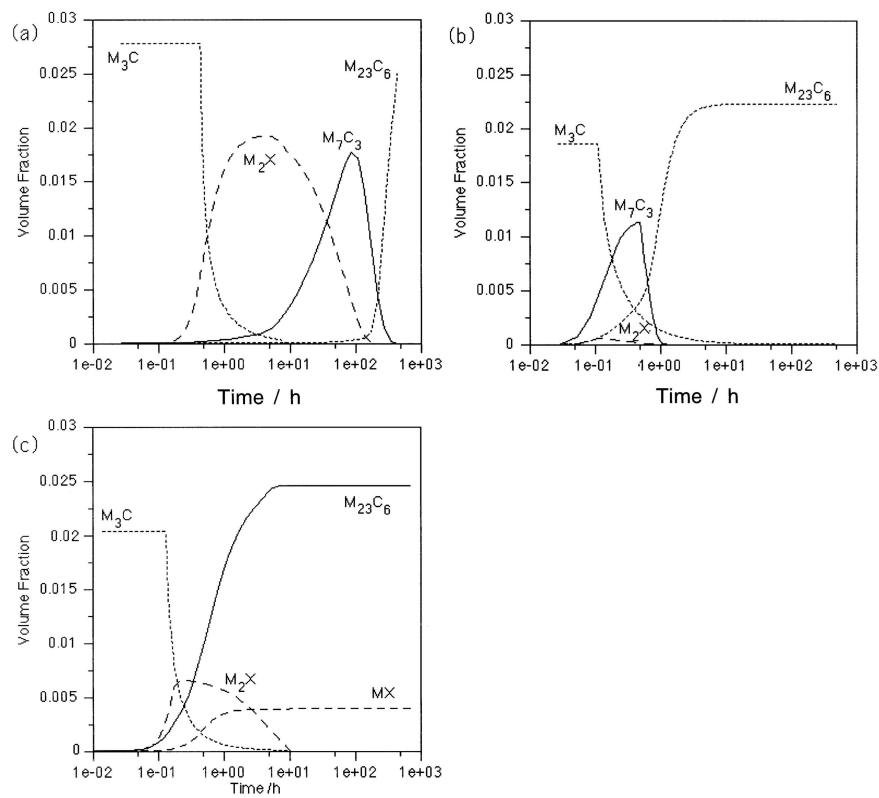 (a)
0.03
0.025
0.02
0.015
0.01
0.005
0
Volume Fraction
M3C
M2X
M7C3
M23C6
1e-02 1e-01 1e+00 1e+01 1e+02 1e+03
Time / h
(b)
0.03
0.025
0.02
0.015
0.01
0.005
0
Volume Fraction
M3C
M7C3
M2X
M23C6
1e-02 1e-01 1e+00 1e+01 1e+02 1e+03
Time / h
(c)
0.03
0.025
0.02
0.015
0.01
0.005
0
Volume Fraction
M3C
M23C6
M2X
MX
1e-02 1e-01 1e+00 1e+01 1e+02 1e+03
Time /h